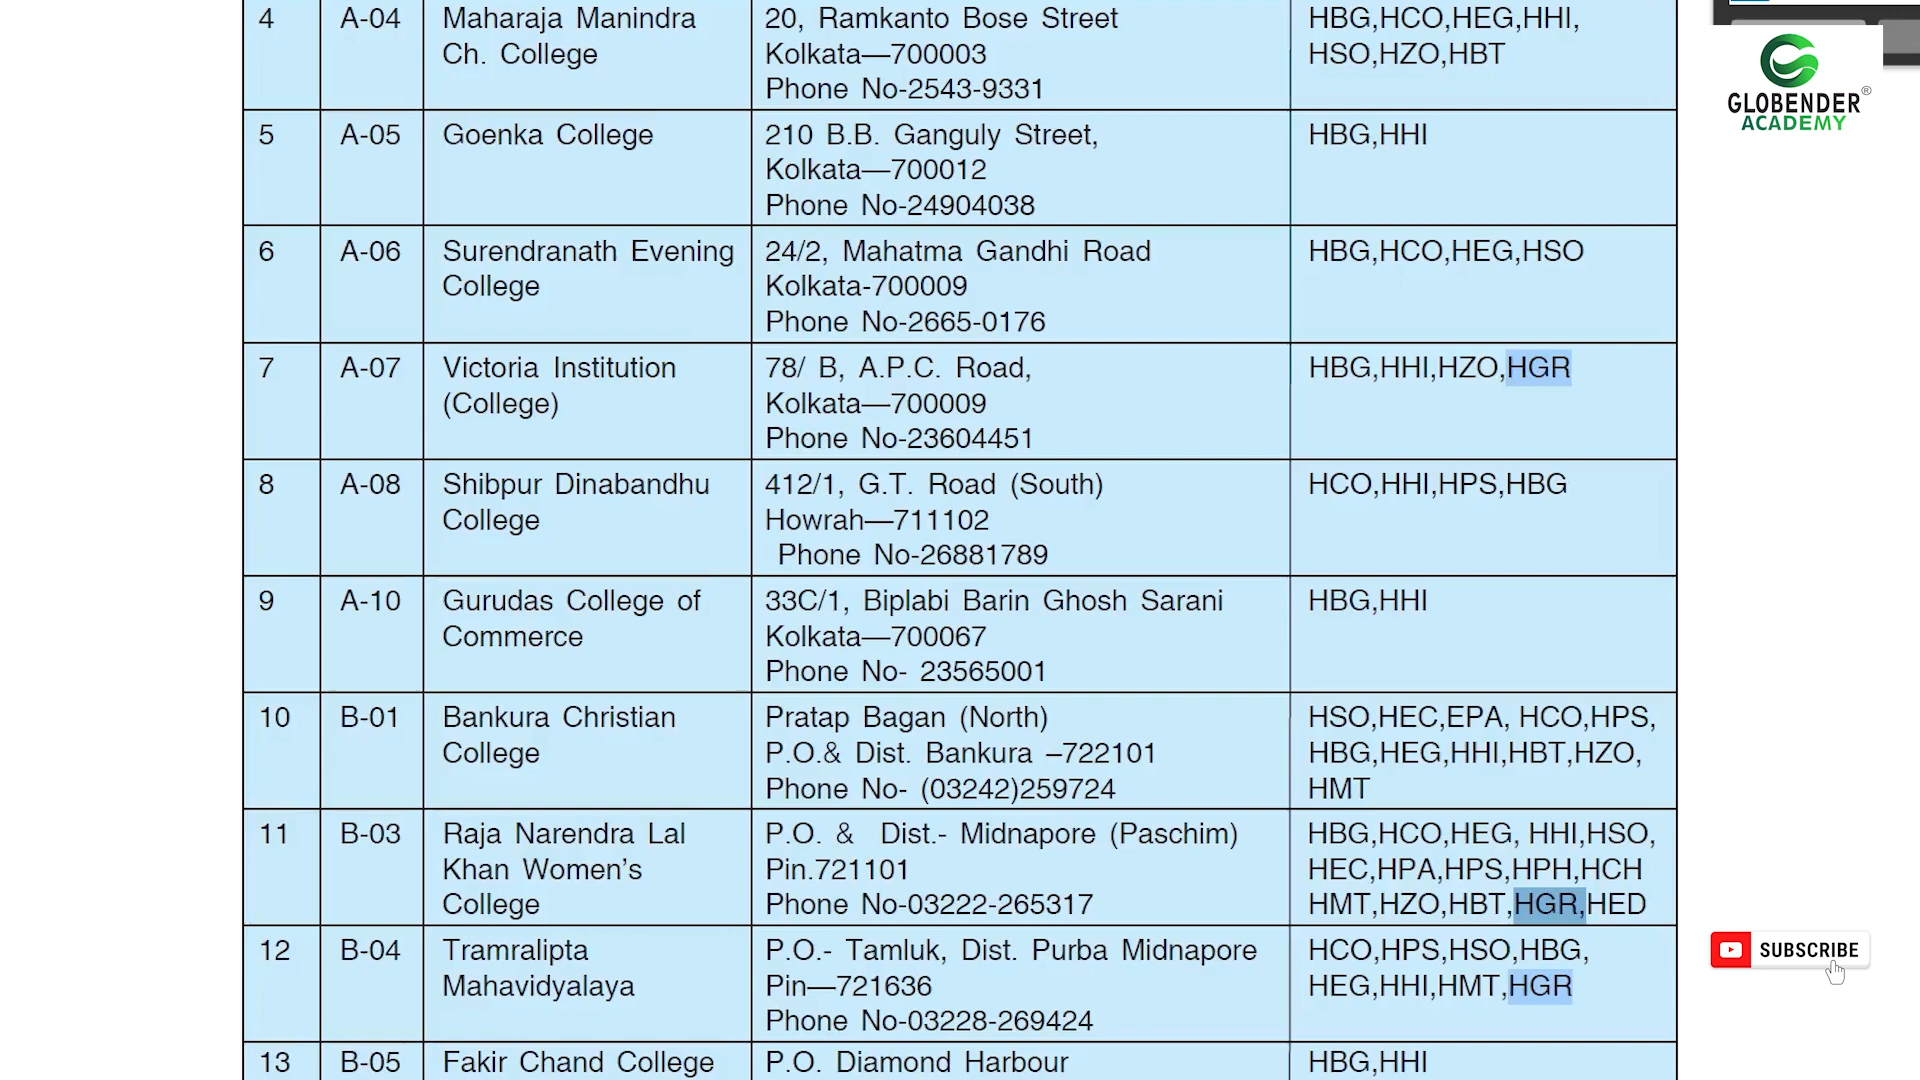 4 A-04 Maharaja Manindra 20, Ramkanto Bose Street HBG,HCO,HEG,HHI,
Ch. College Kolkata—700003 HSO,HZO,HBT
Phone No-2543-9331
5 A-05 Goenka College 210 B.B. Ganguly Street, HBG,HHI
Kolkata—700012
Phone No-24904038
6 A-06 Surendranath Evening 24/2, Mahatma Gandhi Road HBG,HCO,HEG,HSO
College Kolkata-700009
Phone No-2665-0176
7 A-07 Victoria Institution 78/ B, A.P.C. Road, HBG,HHI,HZO,HGR
(College) Kolkata—700009
Phone No-23604451
8 A-08 Shibpur Dinabandhu 412/1, G.T. Road (South) HCO,HHI,HPS,HBG
College Howrah—711102
Phone No-26881789
9 A-10 Gurudas College of 33C/1, Biplabi Barin Ghosh Sarani HBG,HHI
Commerce Kolkata—700067
Phone No- 23565001
10 B-01 Bankura Christian Pratap Bagan (North) HSO,HEC,EPA, HCO,HPS,
College P.O.& Dist. Bankura –722101 HBG,HEG,HHI,HBT,HZO,
Phone No- (03242)259724 HMT
11 B-03 Raja Narendra Lal P.O. & Dist.- Midnapore (Paschim) HBG,HCO,HEG, HHI,HSO,
Khan Women's Pin.721101 HEC,HPA,HPS,HPH,HCH
College Phone No-03222-265317 HMT,HZO,HBT,HGR,HED
12 B-04 Tramralipta P.O.- Tamluk, Dist. Purba Midnapore HCO,HPS,HSO,HBG,
Mahavidyalaya Pin—721636 HEG,HHI,HMT,HGR
Phone No-03228-269424
13 B-05 Fakir Chand College P.O. Diamond Harbour HBG,HHI
GLOBENDER®
ACADEMY
SUBSCRIBE